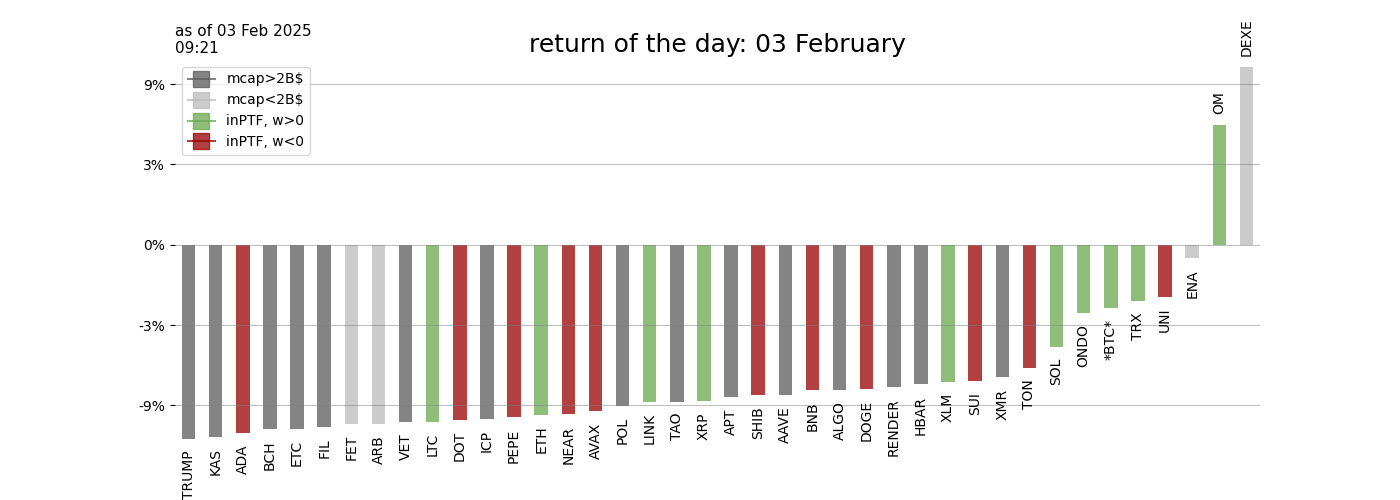 as of 03 Feb 2025
09:21
return of the day: 03 February
mcap>2B$
mcap<2B$
inPTF, w>0
inPTF, w<0
9%
3%
0%
-3%
-9%
TRUMP
KAS
ADA
BCH
ETC
FIL
FET
ARB
VET
LTC
DOT
ICP
PEPE
ETH
NEAR
AVAX
POL
LINK
TAO
XRP
APT
SHIB
AAVE
BNB
ALGO
DOGE
RENDER
HBAR
XLM
SUI
XMR
TON
SOL
ONDO
*BTC*
TRX
UNI
ENA
OM
DEXE